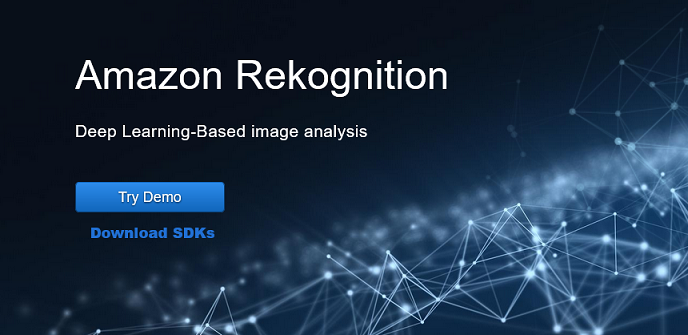 Amazon Rekognition
Deep Learning-Based image analysis
Try Demo
Download SDKs